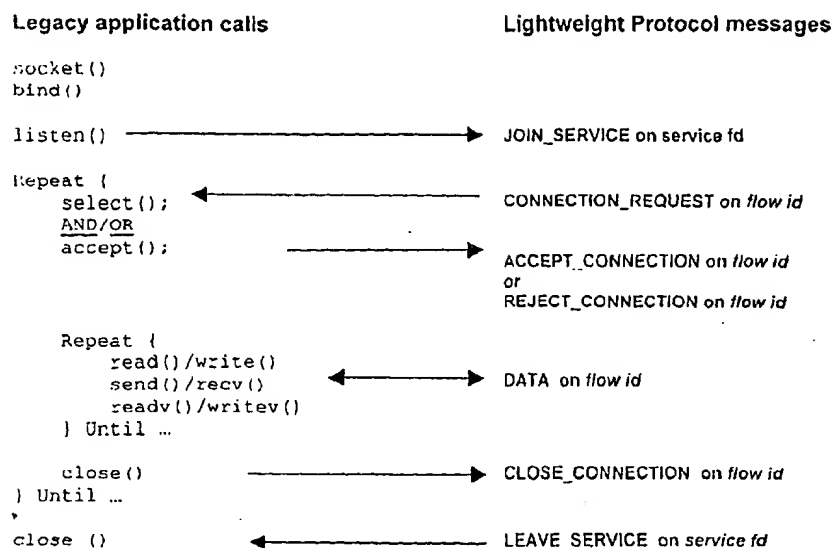 Legacy application calls Lightweight Protocol messages
socket()
bind()
listen() JOIN_SERVICE on service fd
Repeat {
select(); CONNECTION_REQUEST on flow id
AND/OR
accept(); ACCEPT_CONNECTION on flow id
or
REJECT_CONNECTION on flow id
Repeat {
read()/write()
send()/recv() DATA on flow id
readv()/writev()
} Until …
close() CLOSE_CONNECTION on flow id
} Until …
close () LEAVE_SERVICE on service fd